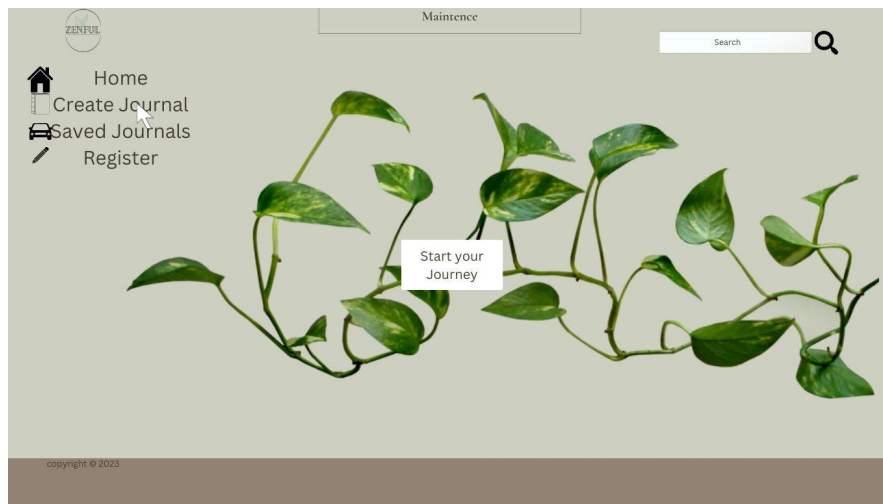 ZENFUL
Maintence
Search
Home
Create Journal
Saved Journals
Register
Start your
Journey
copyright © 2023